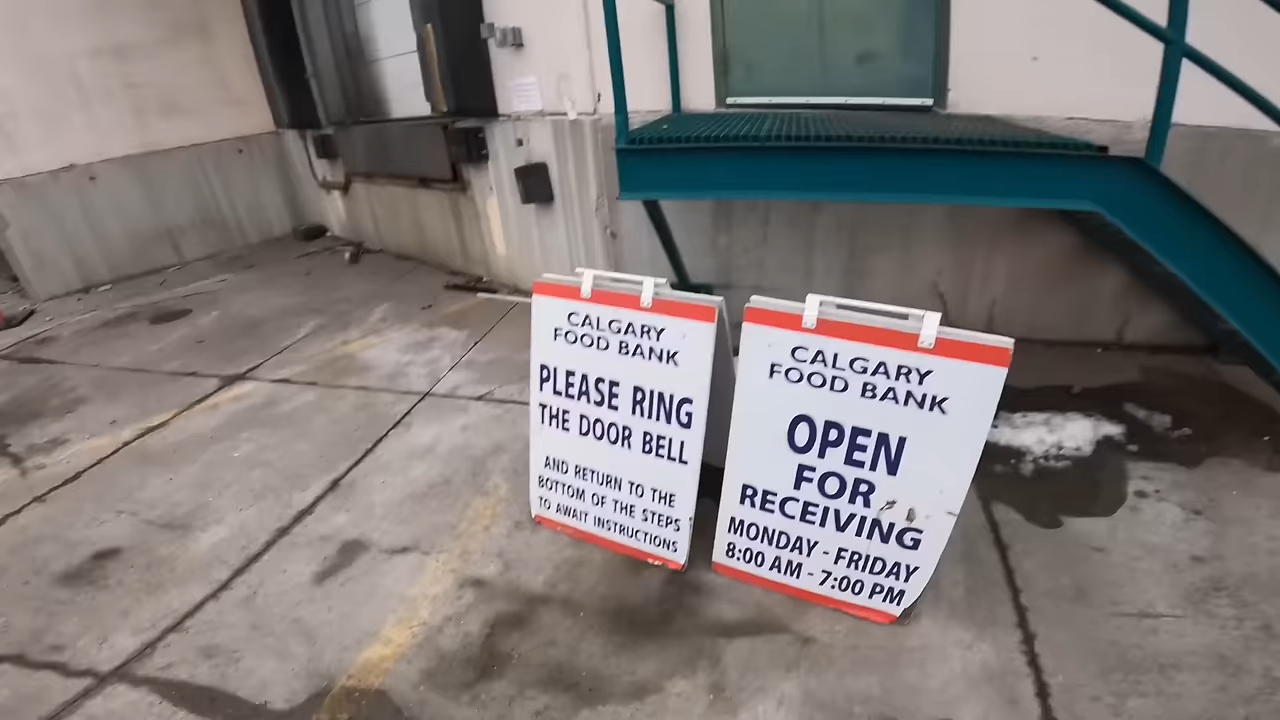 CALGARY
FOOD BANK
PLEASE RING
THE DOOR BELL
AND RETURN TO THE
BOTTOM OF THE STEPS
TO AWAIT INSTRUCTIONS
CALGARY
FOOD BANK
OPEN
FOR
RECEIVING
MONDAY - FRIDAY
8:00 AM - 7:00 PM